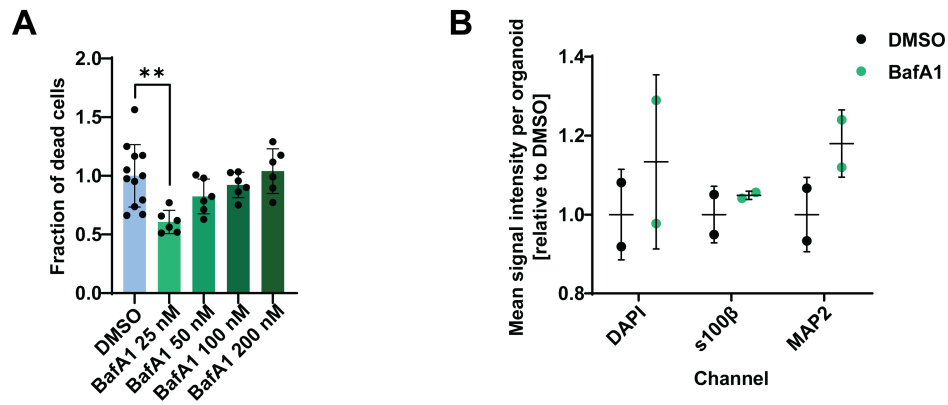 A
Fraction of dead cells
2.0
1.5
1.0
0.5
0.0
**
DMSO
BafA1 25 nM
BafA1 50 nM
BafA1 100 nM
BafA1 200 nM
B
Mean signal intensity per organoid
[relative to DMSO]
1.4
1.2
1.0
0.8
DAPI
s100β
MAP2
Channel
DMSO
BafA1